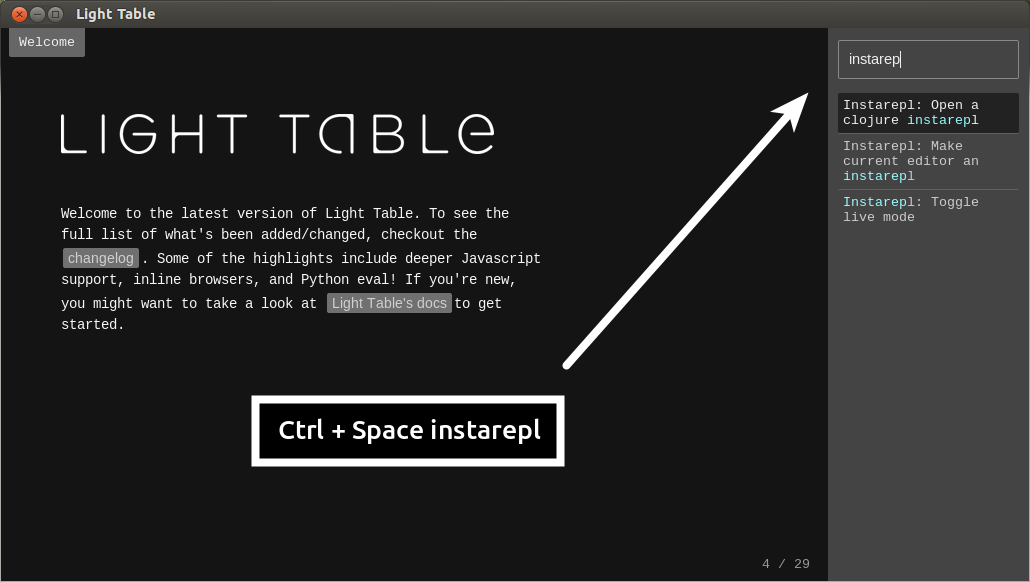 Light Table
Welcome
LIGHT TABLE
Welcome to the latest version of Light Table. To see the
full list of what's been added/changed, checkout the
changelog. Some of the highlights include deeper Javascript
support, inline browsers, and Python eval! If you're new,
you might want to take a look at Light Table's docs to get
started.
Ctrl + Space instarepl
4 / 29
instarep
Instarepl: Open a
clojure instarepl
Instarepl: Make
current editor an
instarepl
Instarepl: Toggle
live mode